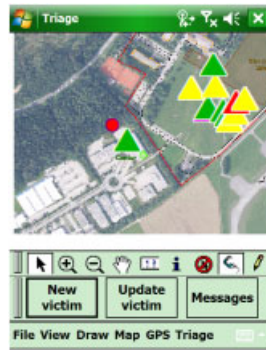 Triage
New
victim
Update
victim
Messages
File View Draw Map GPS Triage